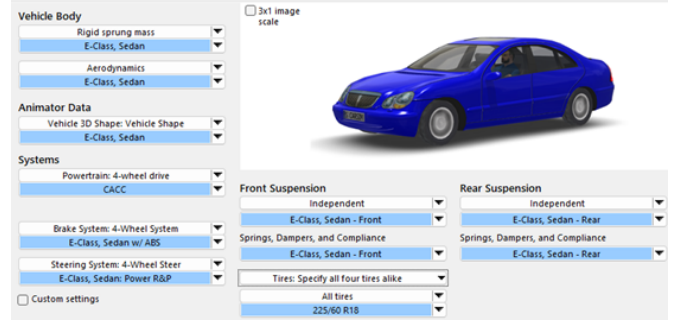 Vehicle Body
Rigid sprung mass
E-Class, Sedan
Aerodynamics
E-Class, Sedan
Animator Data
Vehicle 3D Shape: Vehicle Shape
E-Class, Sedan
Systems
Powertrain: 4-wheel drive
CACC
Brake System: 4-Wheel System
E-Class, Sedan w/ ABS
Steering System: 4-Wheel Steer
E-Class, Sedan: Power R&P
Custom settings
3x1 image
scale
Front Suspension
Independent
E-Class, Sedan - Front
Springs, Dampers, and Compliance
E-Class, Sedan - Front
Tires: Specify all four tires alike
All tires
225/60 R18
Rear Suspension
Independent
E-Class, Sedan - Rear
Springs, Dampers, and Compliance
E-Class, Sedan - Rear